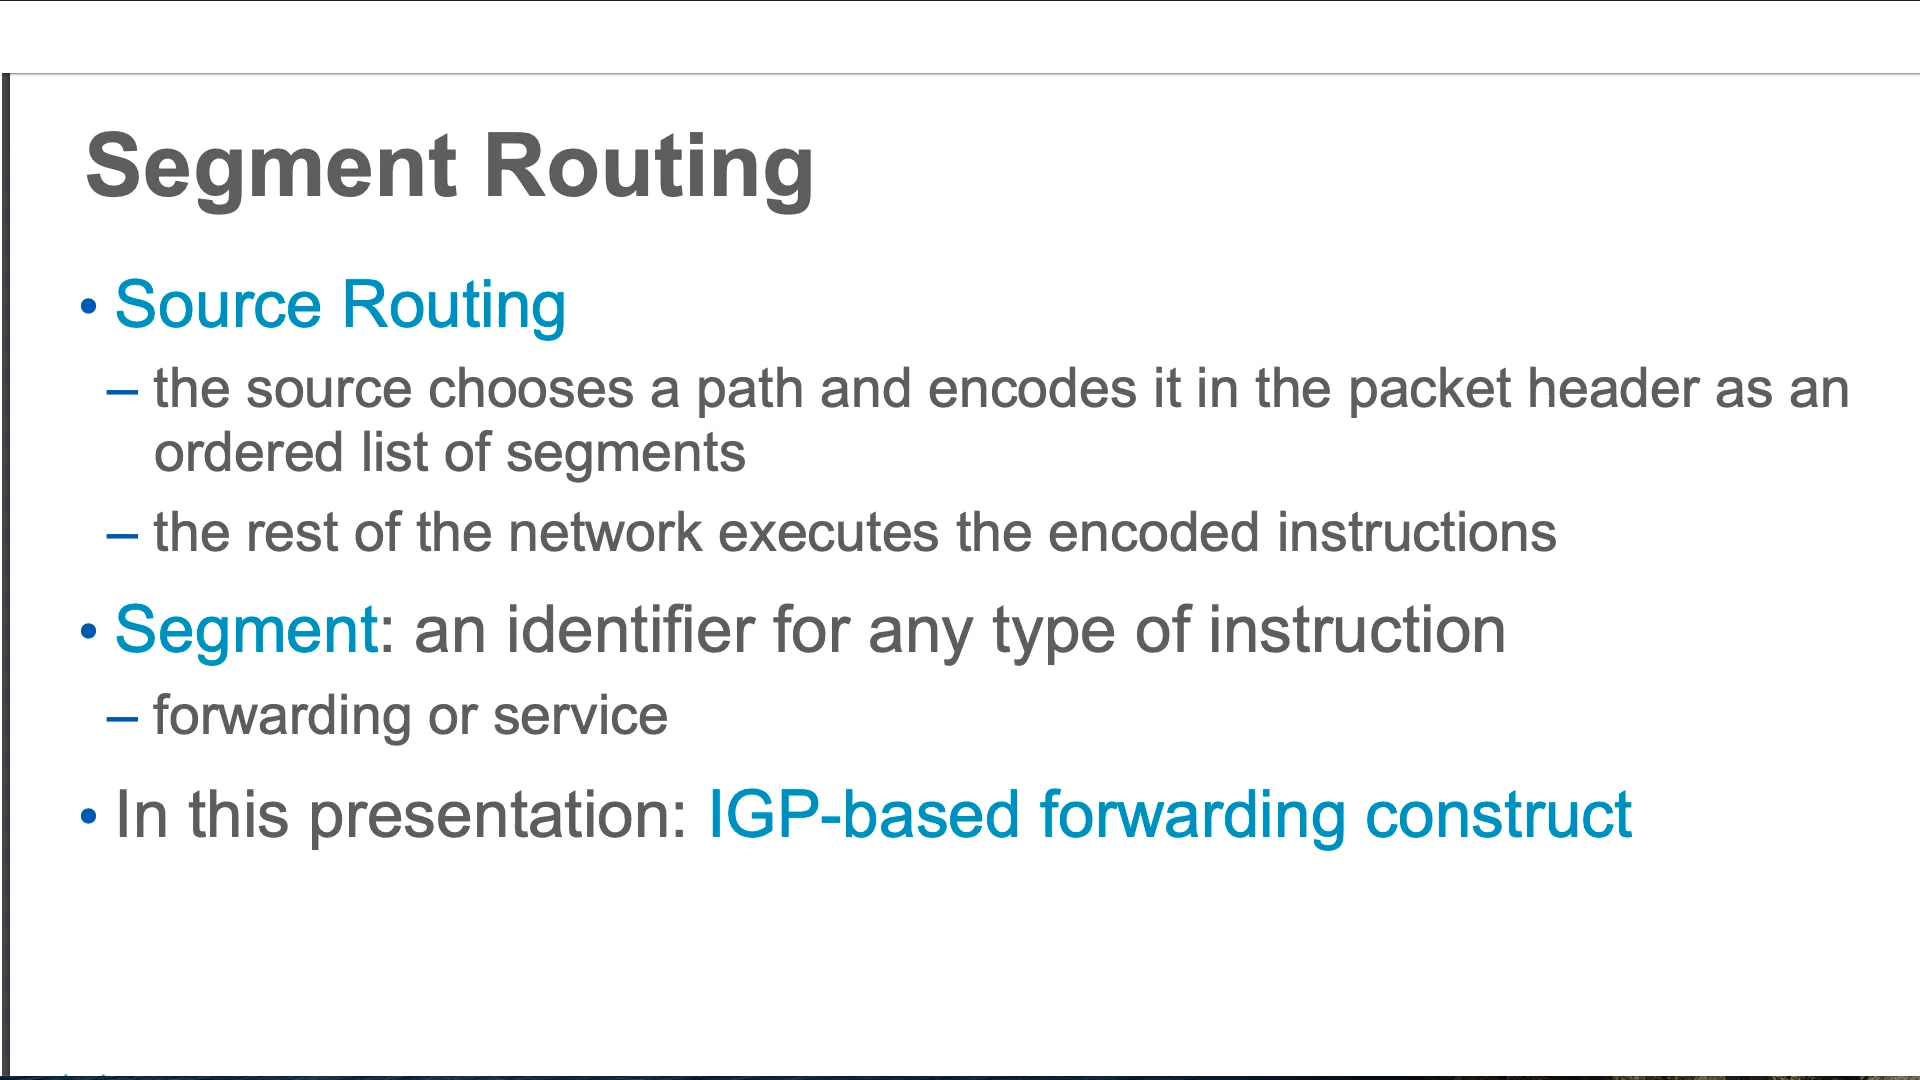 Segment Routing
• Source Routing
– the source chooses a path and encodes it in the packet header as an
ordered list of segments
– the rest of the network executes the encoded instructions
• Segment: an identifier for any type of instruction
– forwarding or service
• In this presentation: IGP-based forwarding construct